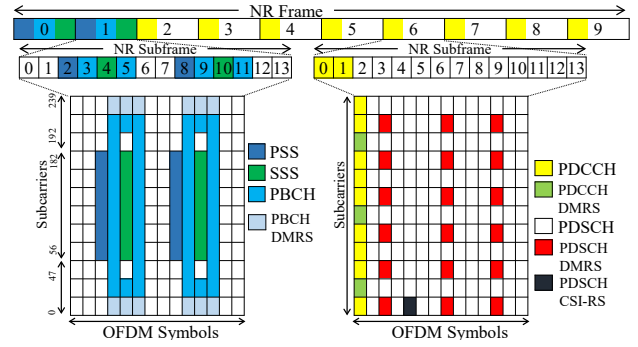 NR Frame
0 1 2 3 4 5 6 7 8 9
NR Subframe
0 1 2 3 4 5 6 7 8 9 10 11 12 13
NR Subframe
0 1 2 3 4 5 6 7 8 9 10 11 12 13
Subcarriers
239
192
182
56
47
0
OFDM Symbols
PSS
SSS
PBCH
PBCH
DMRS
Subcarriers
OFDM Symbols
PDCCH
PDCCH
DMRS
PDSCH
PDSCH
DMRS
PDSCH
CSI-RS